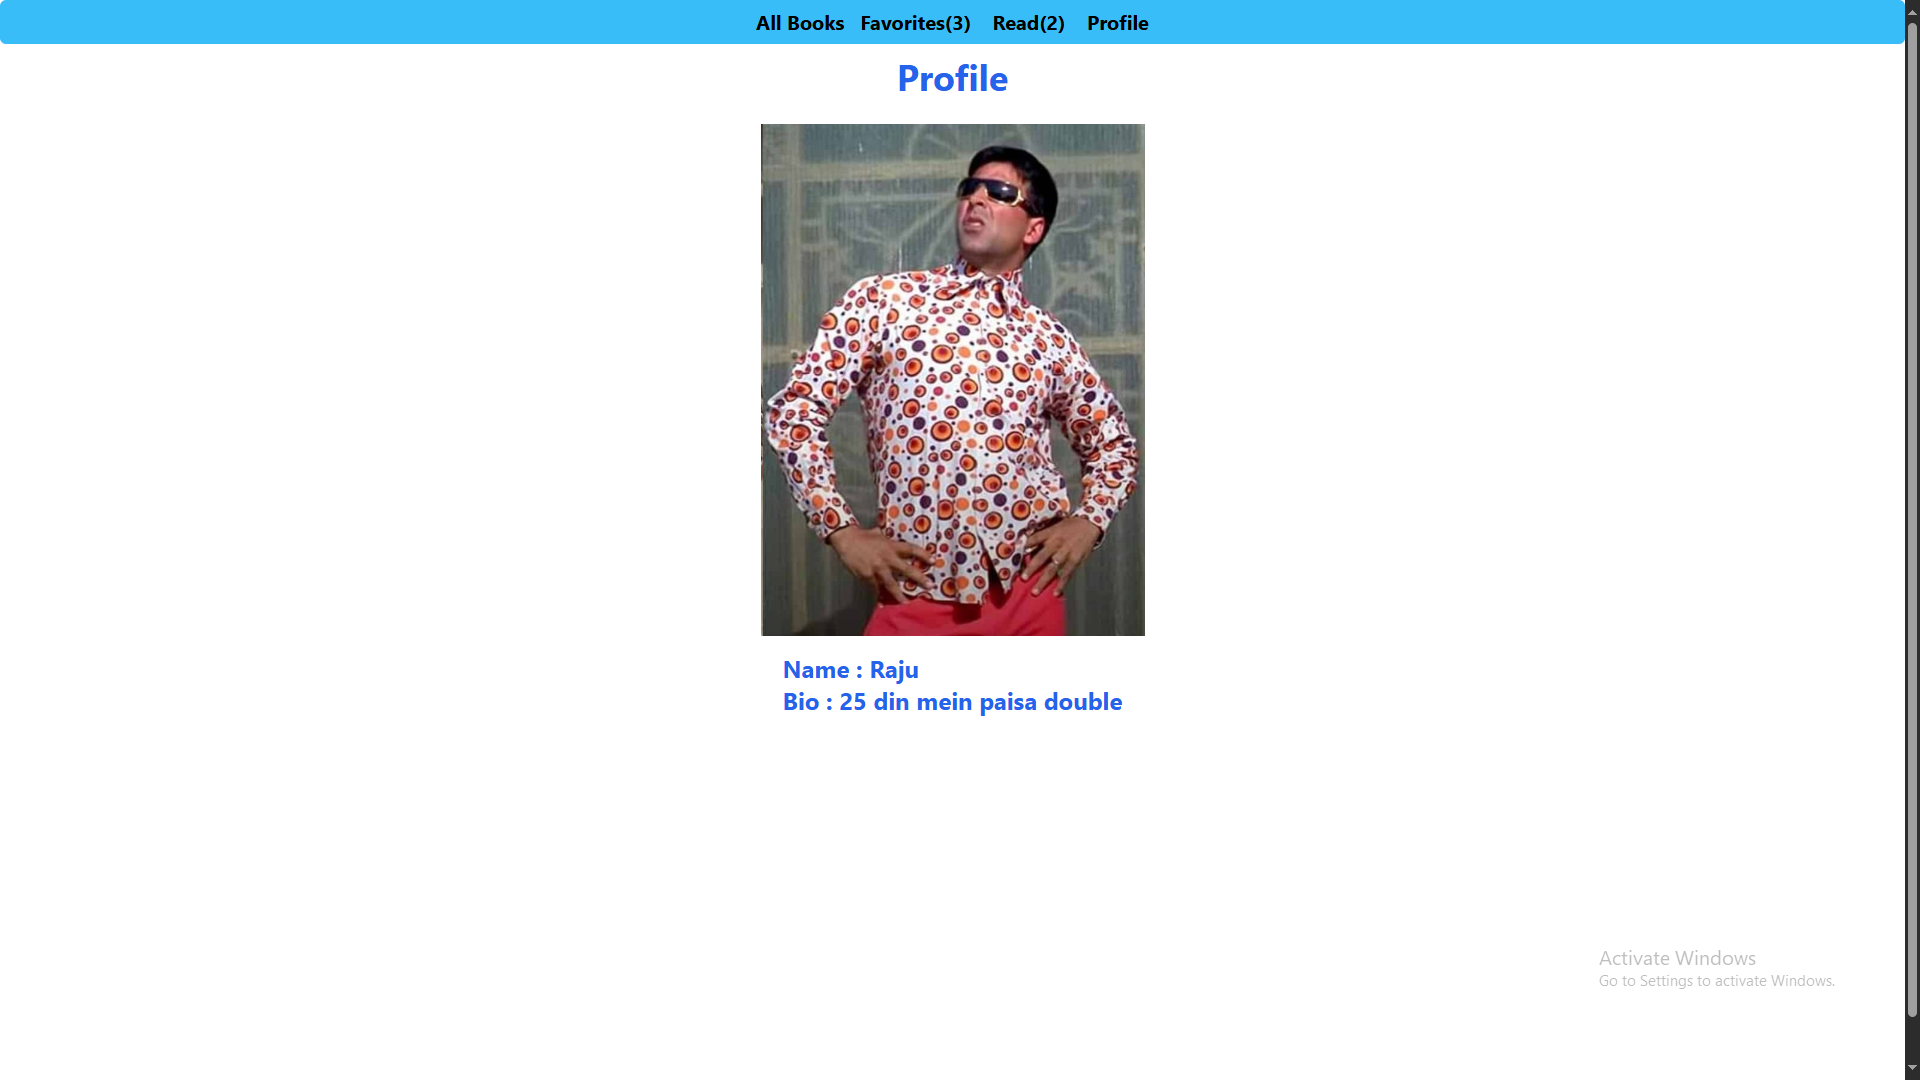 All Books Favorites(3) Read(2) Profile
Profile
Name : Raju
Bio : 25 din mein paisa double
Activate Windows
Go to Settings to activate Windows.